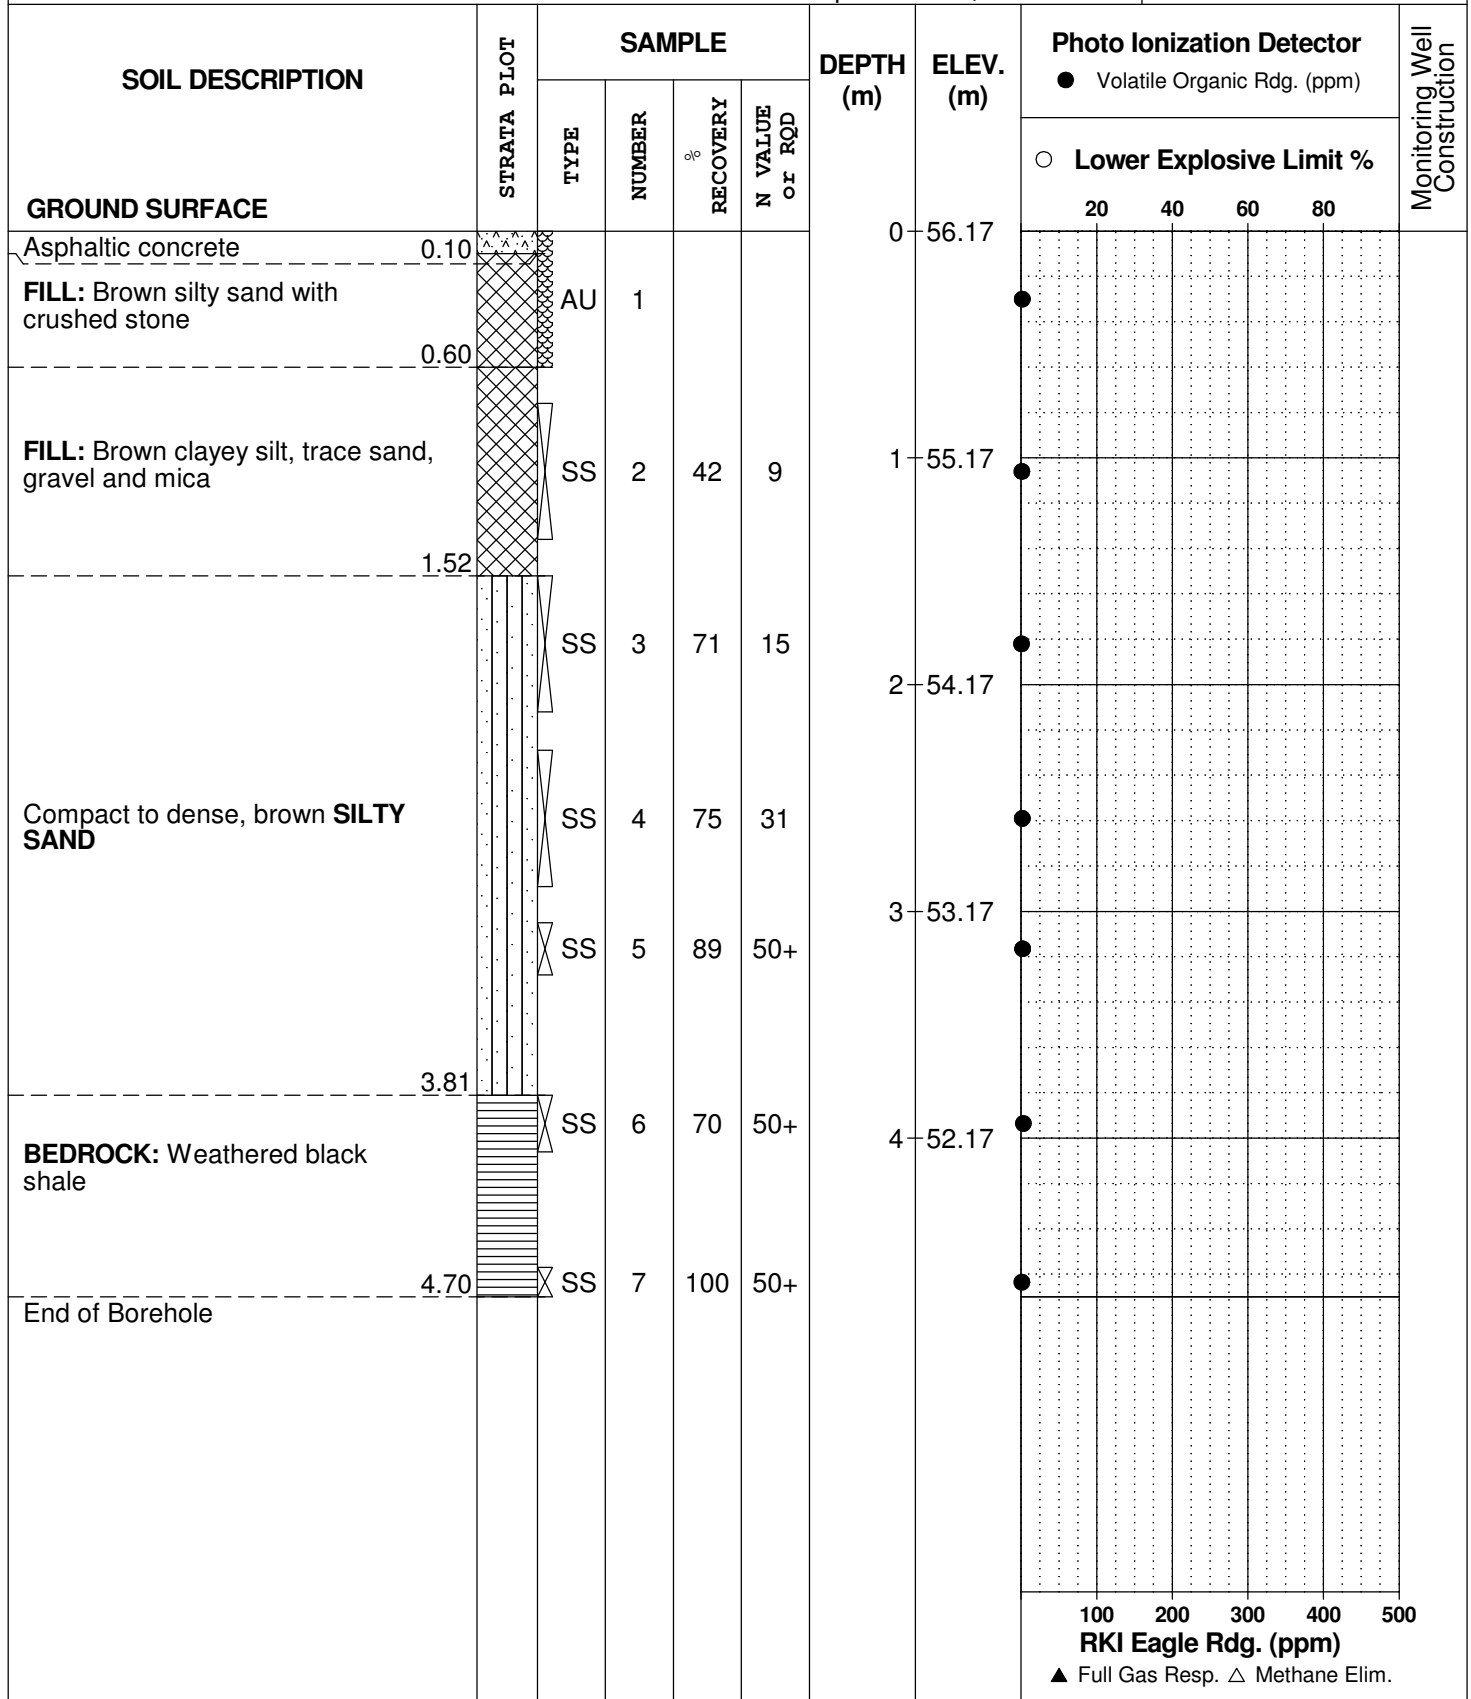 SOIL DESCRIPTION
GROUND SURFACE
STRATA PLOT
SAMPLE
TYPE
NUMBER
%
RECOVERY
N VALUE
or RQD
DEPTH
(m)
ELEV.
(m)
Photo Ionization Detector
● Volatile Organic Rdg. (ppm)
○ Lower Explosive Limit %
20 40 60 80
Monitoring Well
Construction
0 56.17
Asphaltic concrete 0.10
FILL: Brown silty sand with
crushed stone
AU 1
0.60
FILL: Brown clayey silt, trace sand,
gravel and mica
SS 2 42 9
1 55.17
1.52
SS 3 71 15
2 54.17
Compact to dense, brown SILTY
SAND
SS 4 75 31
3 53.17
SS 5 89 50+
3.81
SS 6 70 50+
4 52.17
BEDROCK: Weathered black
shale
4.70
SS 7 100 50+
End of Borehole
100 200 300 400 500
RKI Eagle Rdg. (ppm)
▲ Full Gas Resp. △ Methane Elim.